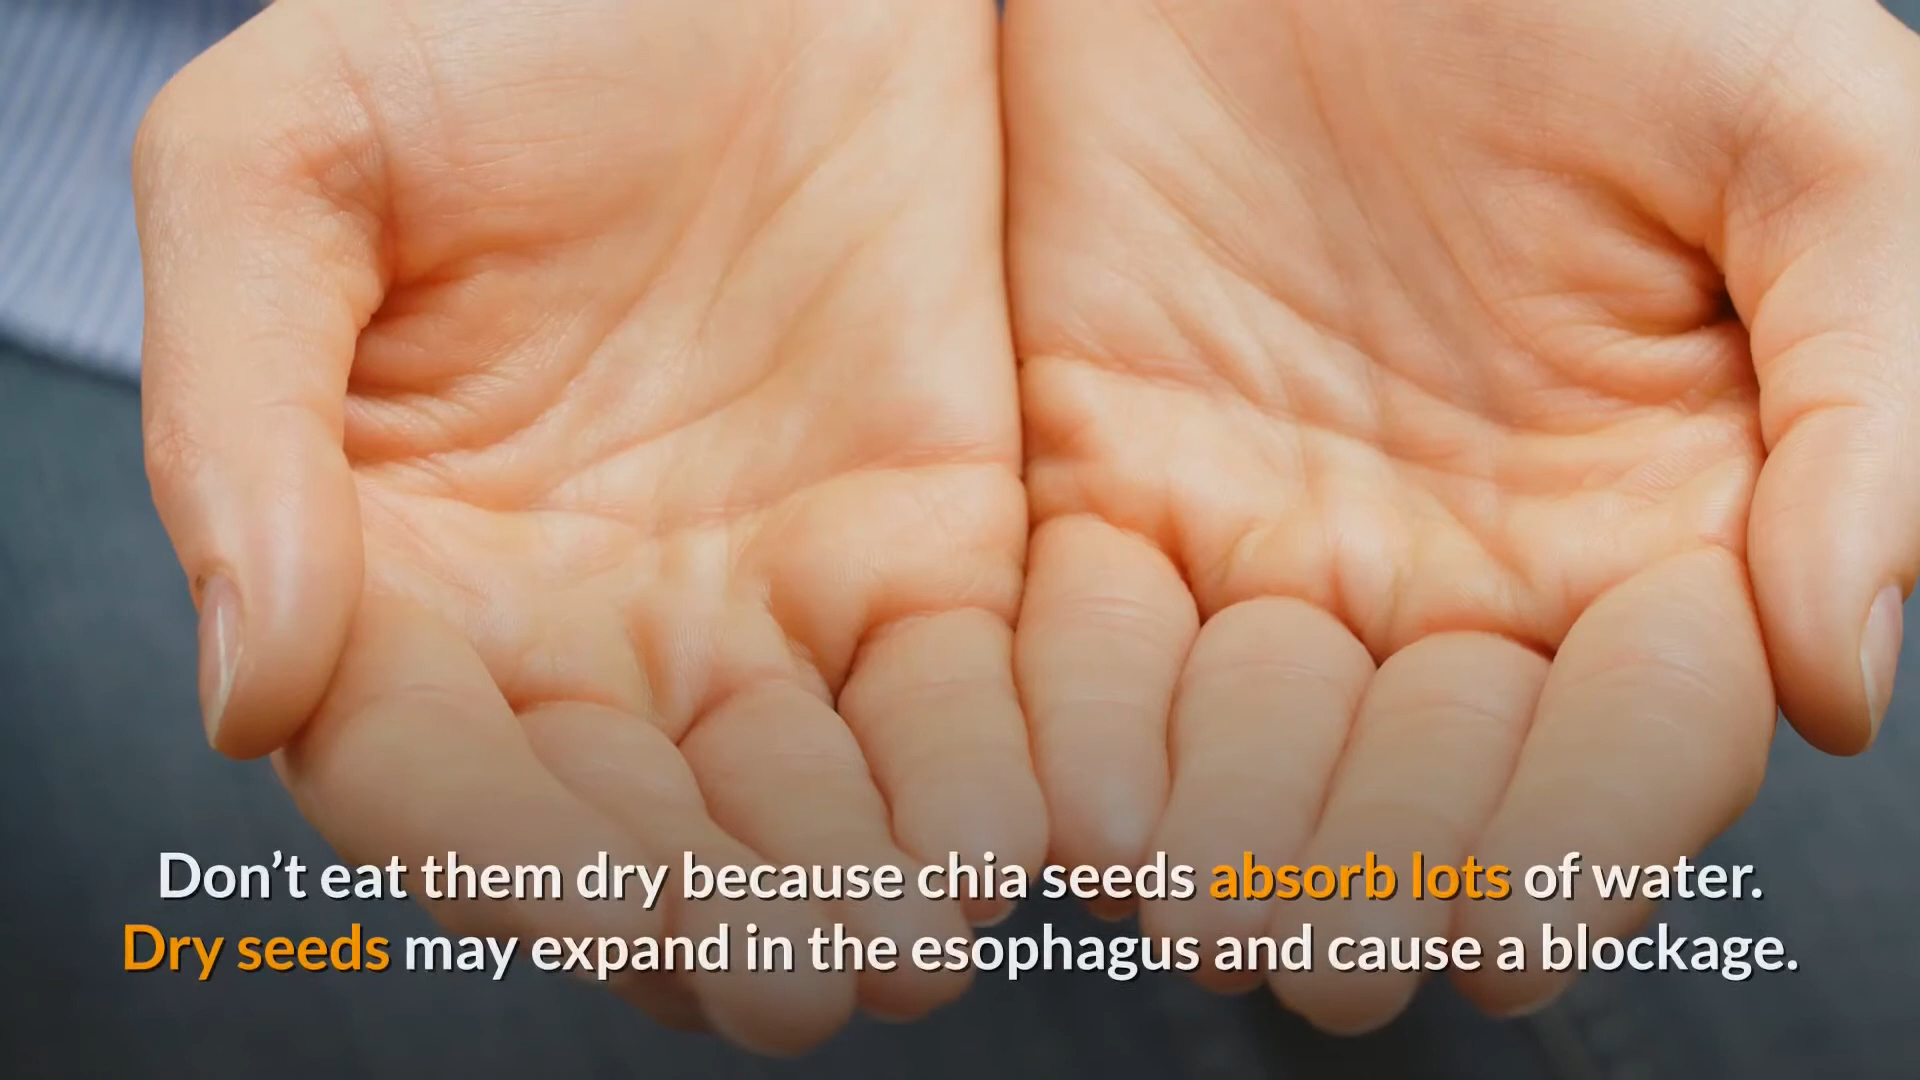 Don’t eat them dry because chia seeds absorb lots of water.
Dry seeds may expand in the esophagus and cause a blockage.